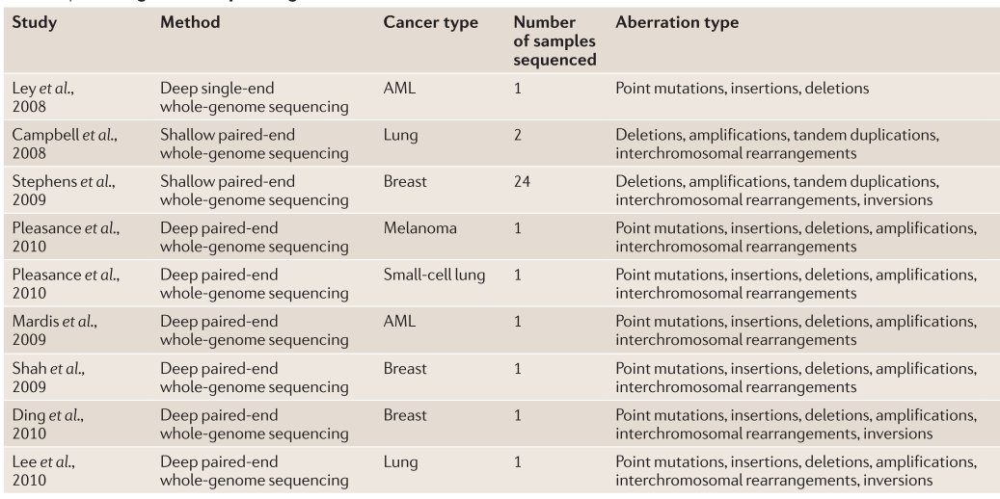 Study Method Cancer type Number of samples sequenced Aberration type
Ley et al., 2008 Deep single-end whole-genome sequencing AML 1 Point mutations, insertions, deletions
Campbell et al., 2008 Shallow paired-end whole-genome sequencing Lung 2 Deletions, amplifications, tandem duplications, interchromosomal rearrangements
Stephens et al., 2009 Shallow paired-end whole-genome sequencing Breast 24 Deletions, amplifications, tandem duplications, interchromosomal rearrangements, inversions
Pleasance et al., 2010 Deep paired-end whole-genome sequencing Melanoma 1 Point mutations, insertions, deletions, amplifications, interchromosomal rearrangements
Pleasance et al., 2010 Deep paired-end whole-genome sequencing Small-cell lung 1 Point mutations, insertions, deletions, amplifications, interchromosomal rearrangements
Mardis et al., 2009 Deep paired-end whole-genome sequencing AML 1 Point mutations, insertions, deletions, amplifications, interchromosomal rearrangements
Shah et al., 2009 Deep paired-end whole-genome sequencing Breast 1 Point mutations, insertions, deletions, amplifications, interchromosomal rearrangements
Ding et al., 2010 Deep paired-end whole-genome sequencing Breast 1 Point mutations, insertions, deletions, amplifications, interchromosomal rearrangements, inversions
Lee et al., 2010 Deep paired-end whole-genome sequencing Lung 1 Point mutations, insertions, deletions, amplifications, interchromosomal rearrangements, inversions